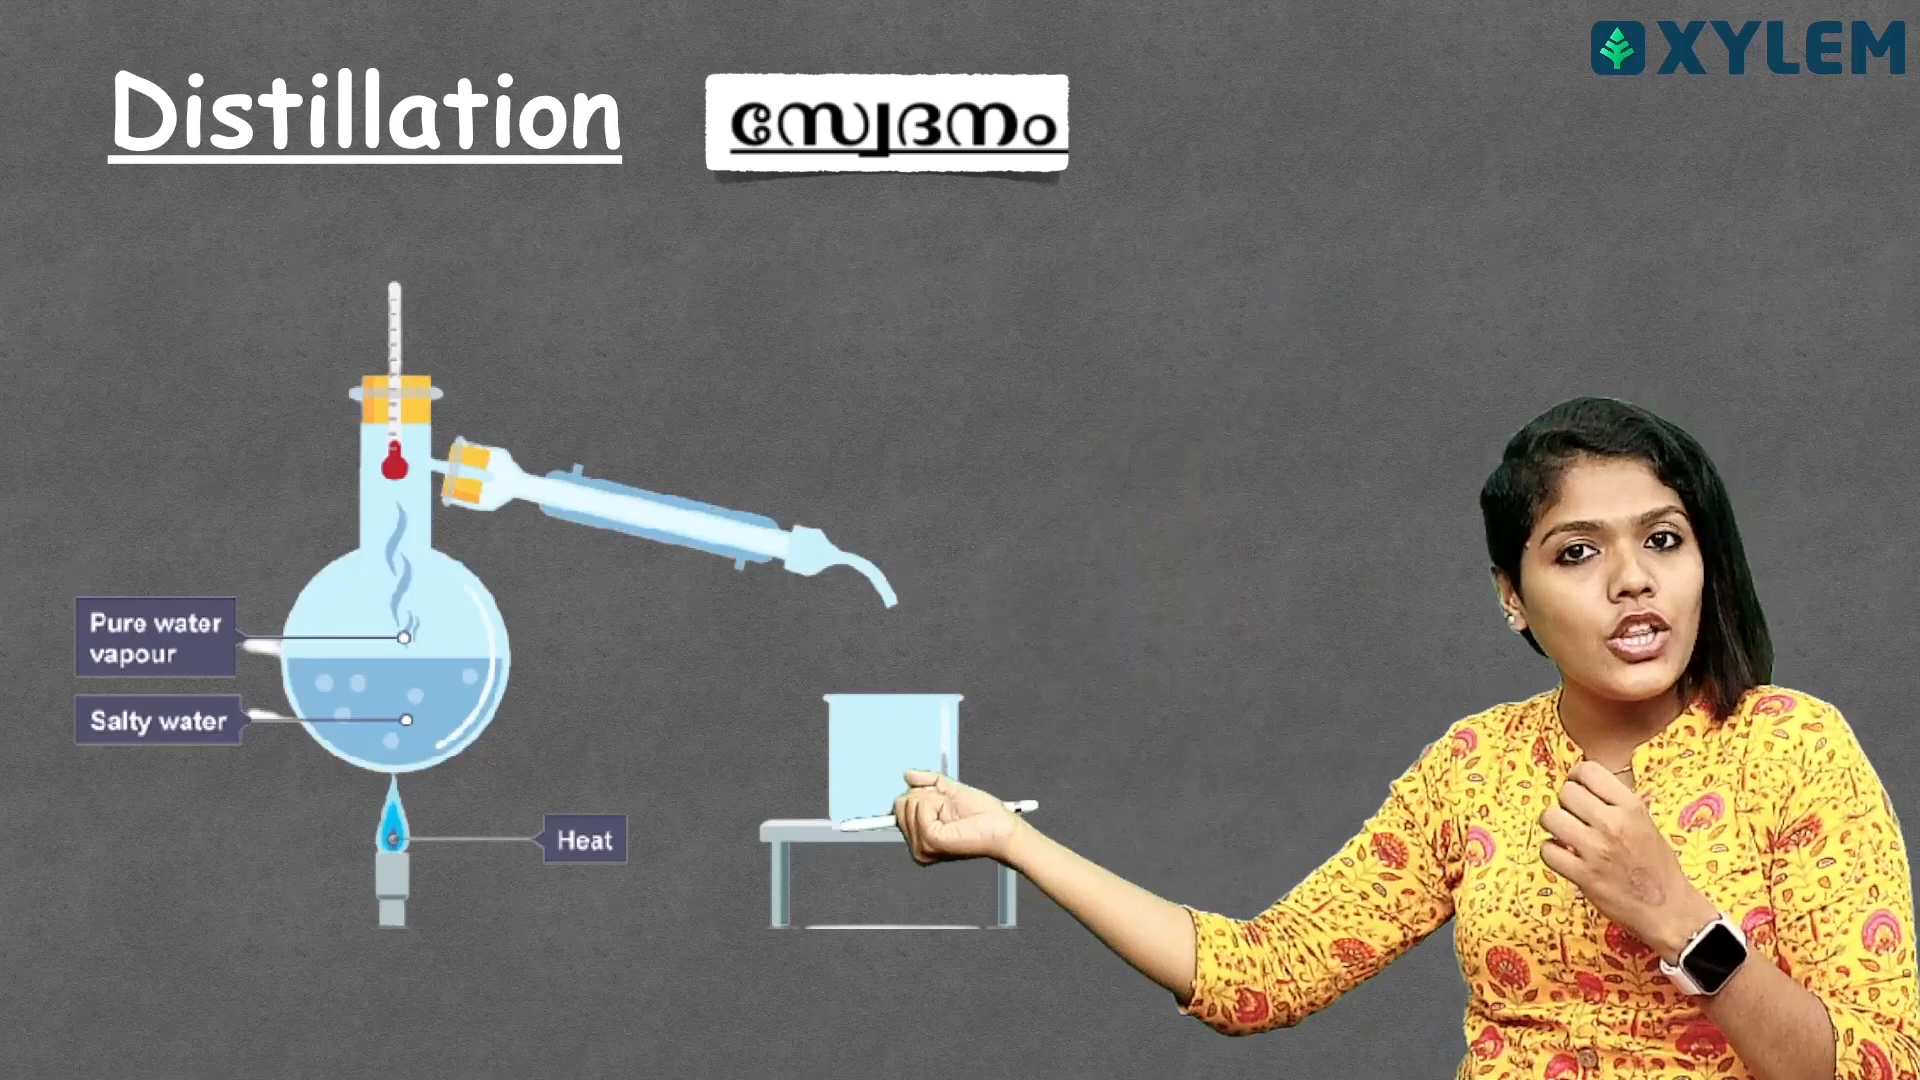 XYLEM
Distillation
സ്വേദനം
Pure water
vapour
Salty water
Heat